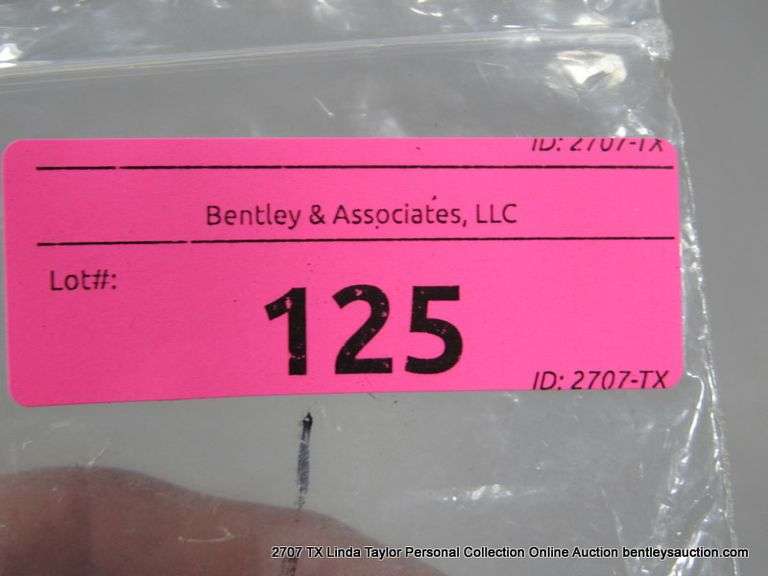 ID: 2707-TX
Bentley & Associates, LLC
Lot#:
125
ID: 2707-TX
2707 TX Linda Taylor Personal Collection Online Auction bentleysauction.com